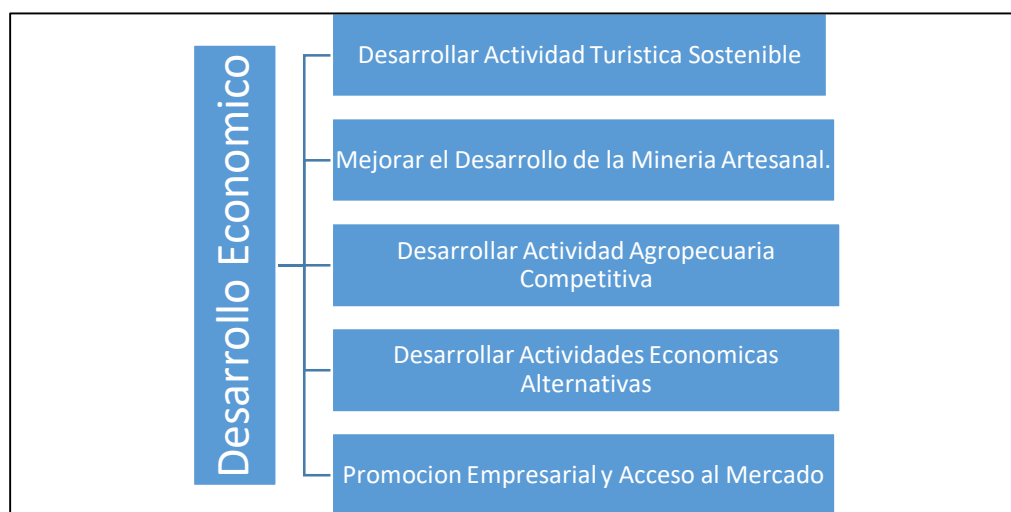 Desarrollo Economico
Desarrollar Actividad Turistica Sostenible
Mejorar el Desarrollo de la Mineria Artesanal.
Desarrollar Actividad Agropecuaria
Competitiva
Desarrollar Actividades Economicas
Alternativas
Promocion Empresarial y Acceso al Mercado